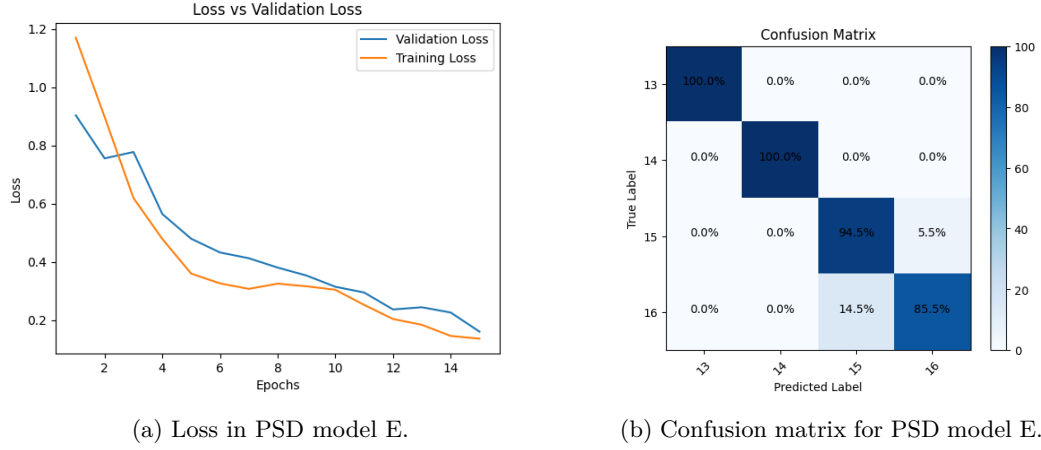 Loss vs Validation Loss
Validation Loss
Training Loss
1.2
1.0
0.8
0.6
0.4
0.2
Loss
2
4
6
8
10
12
14
Epochs
(a) Loss in PSD model E.
Confusion Matrix
True Label
13
100.0% 0.0% 0.0% 0.0%
14
0.0% 100.0% 0.0% 0.0%
15
0.0% 0.0% 94.5% 5.5%
16
0.0% 0.0% 14.5% 85.5%
13
14
15
16
Predicted Label
100
80
60
40
20
0
(b) Confusion matrix for PSD model E.